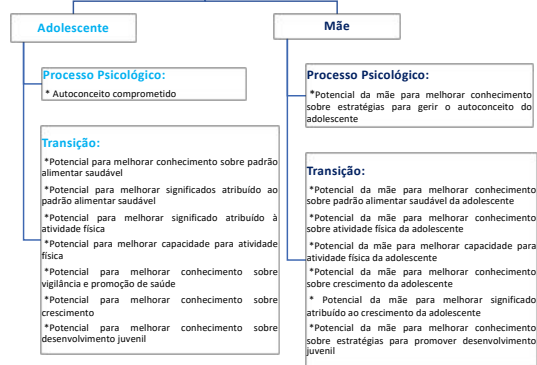 Adolescente
Processo Psicológico:
* Autoconceito comprometido
Transição:
*Potencial para melhorar conhecimento sobre padrão
alimentar saudável
*Potencial para melhorar significados atribuído ao
padrão alimentar saudável
*Potencial para melhorar significado atribuído à
atividade física
*Potencial para melhorar capacidade para atividade
física
*Potencial para melhorar conhecimento sobre
vigilância e promoção de saúde
*Potencial para melhorar conhecimento sobre
crescimento
*Potencial para melhorar conhecimento sobre
desenvolvimento juvenil
Mãe
Processo Psicológico:
*Potencial da mãe para melhorar conhecimento
sobre estratégias para gerir o autoconceito do
adolescente
Transição:
*Potencial da mãe para melhorar conhecimento
sobre padrão alimentar saudável da adolescente
*Potencial da mãe para melhorar conhecimento
sobre atividade física da adolescente
*Potencial da mãe para melhorar capacidade para
atividade física da adolescente
*Potencial da mãe para melhorar conhecimento
sobre crescimento da adolescente
* Potencial da mãe para melhorar significado
atribuído ao crescimento da adolescente
*Potencial da mãe para melhorar conhecimento
sobre estratégias para promover desenvolvimento
juvenil